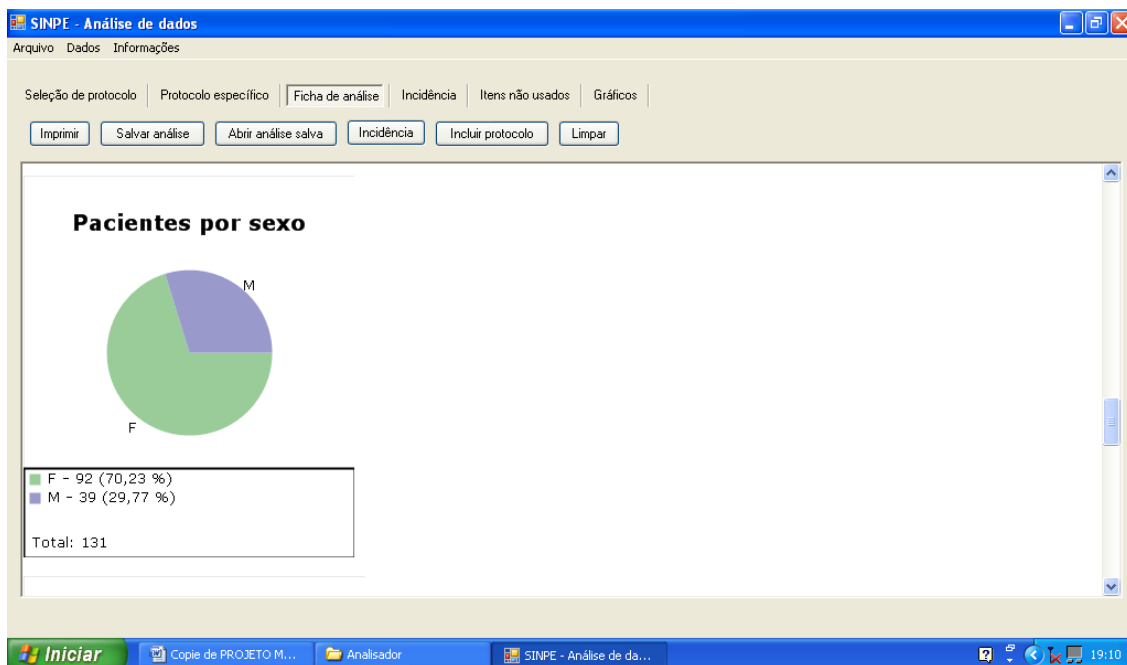 SINPE - Análise de dados
Arquivo Dados Informações
Seleção de protocolo Protocolo específico Ficha de análise Incidência Itens não usados Gráficos
Imprimir Salvar análise Abrir análise salva Incidência Incluir protocolo Limpar
Pacientes por sexo
M
F
F - 92 (70,23 %)
M - 39 (29,77 %)
Total: 131
Iniciar Copie de PROJETO M... Analisador SINPE - Análise de da... 19:10